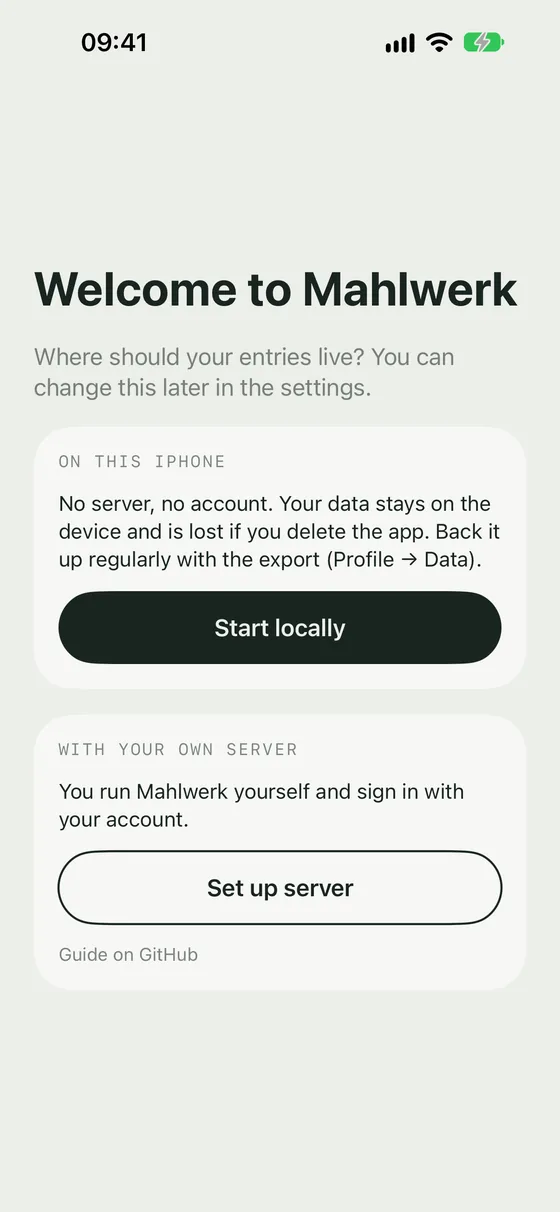 09:41
Welcome to Mahlwerk
Where should your entries live? You can
change this later in the settings.
ON THIS IPHONE
No server, no account. Your data stays on the
device and is lost if you delete the app. Back it
up regularly with the export (Profile → Data).
Start locally
WITH YOUR OWN SERVER
You run Mahlwerk yourself and sign in with
your account.
Set up server
Guide on GitHub